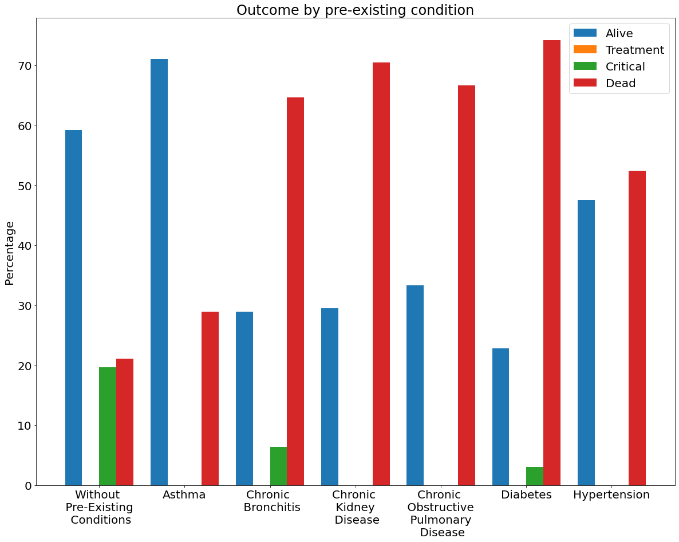 Outcome by pre-existing condition
Alive
Treatment
Critical
Dead
Percentage
70
60
50
40
30
20
10
0
Without
Pre-Existing
Conditions
Asthma
Chronic
Bronchitis
Chronic
Kidney
Disease
Chronic
Obstructive
Pulmonary
Disease
Diabetes
Hypertension